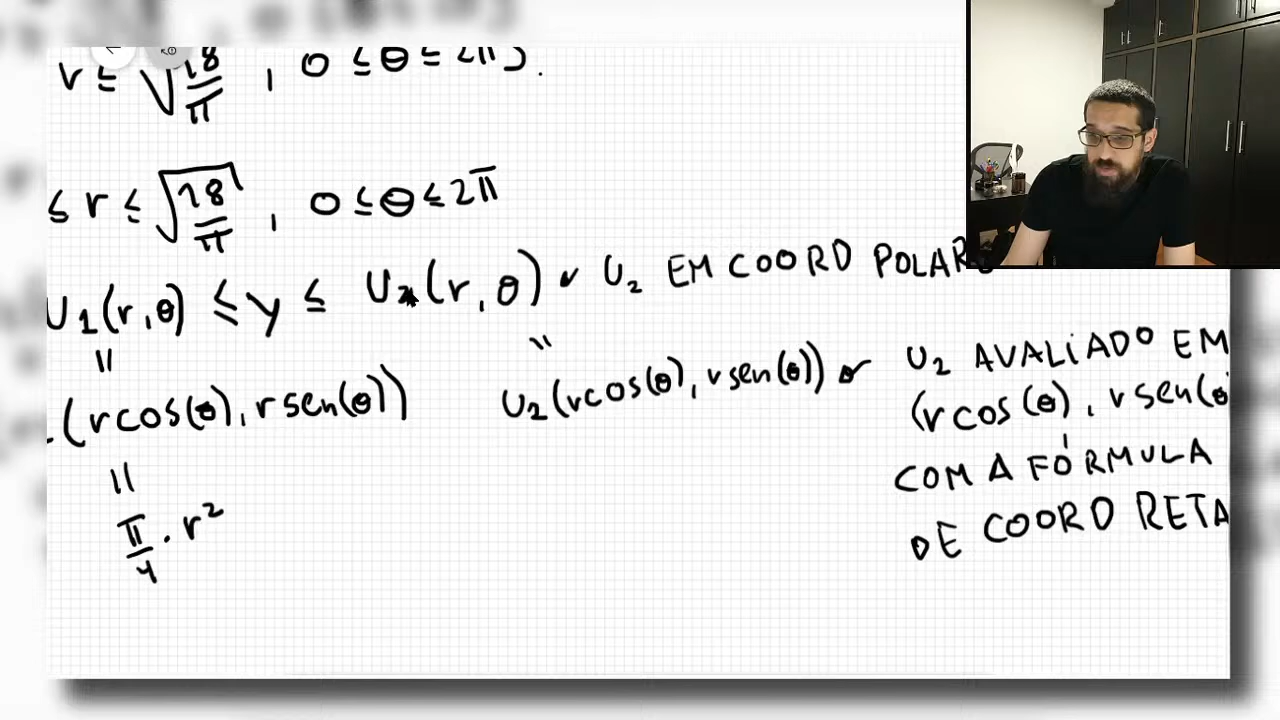 r ≤ √18/π , 0 ≤ θ ≤ 2π}.
≤ r ≤ √18/π , 0 ≤ θ ≤ 2π
U1(r,θ) ≤ y ≤ U2(r,θ) U2 EM COORD POLAR
" "
(rcos(θ), rsen(θ)) U2(rcos(θ), rsen(θ)) U2 AVALIADO EM
(rcos(θ), rsen(θ
" COM A FÓRMULA
π/4 · r² DE COORD RETA